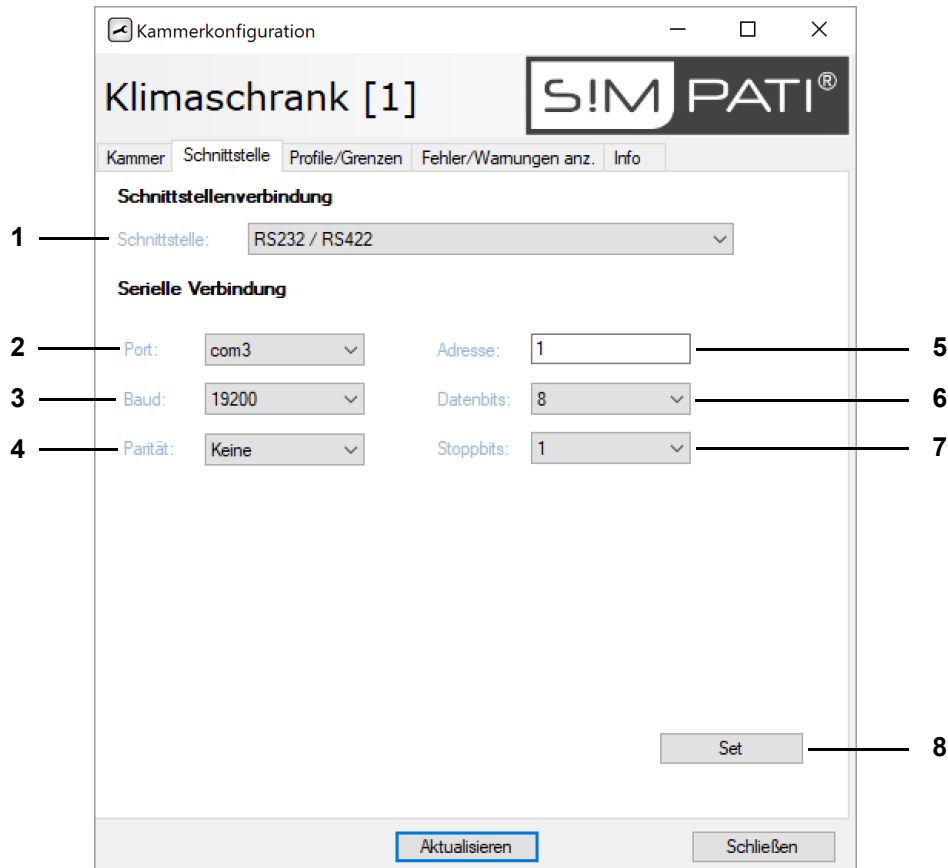 Kammerkonfiguration
Klimaschrank [1]
S!MPATI®
Kammer Schnittstelle Profile/Grenzen Fehler/Warnungen anz. Info
Schnittstellenverbindung
1 Schnittstelle: RS232 / RS422
Serielle Verbindung
2 Port: com3 Adresse: 1 5
3 Baud: 19200 Datenbits: 8 6
4 Parität: Keine Stoppbits: 1 7
Set 8
Aktualisieren Schließen